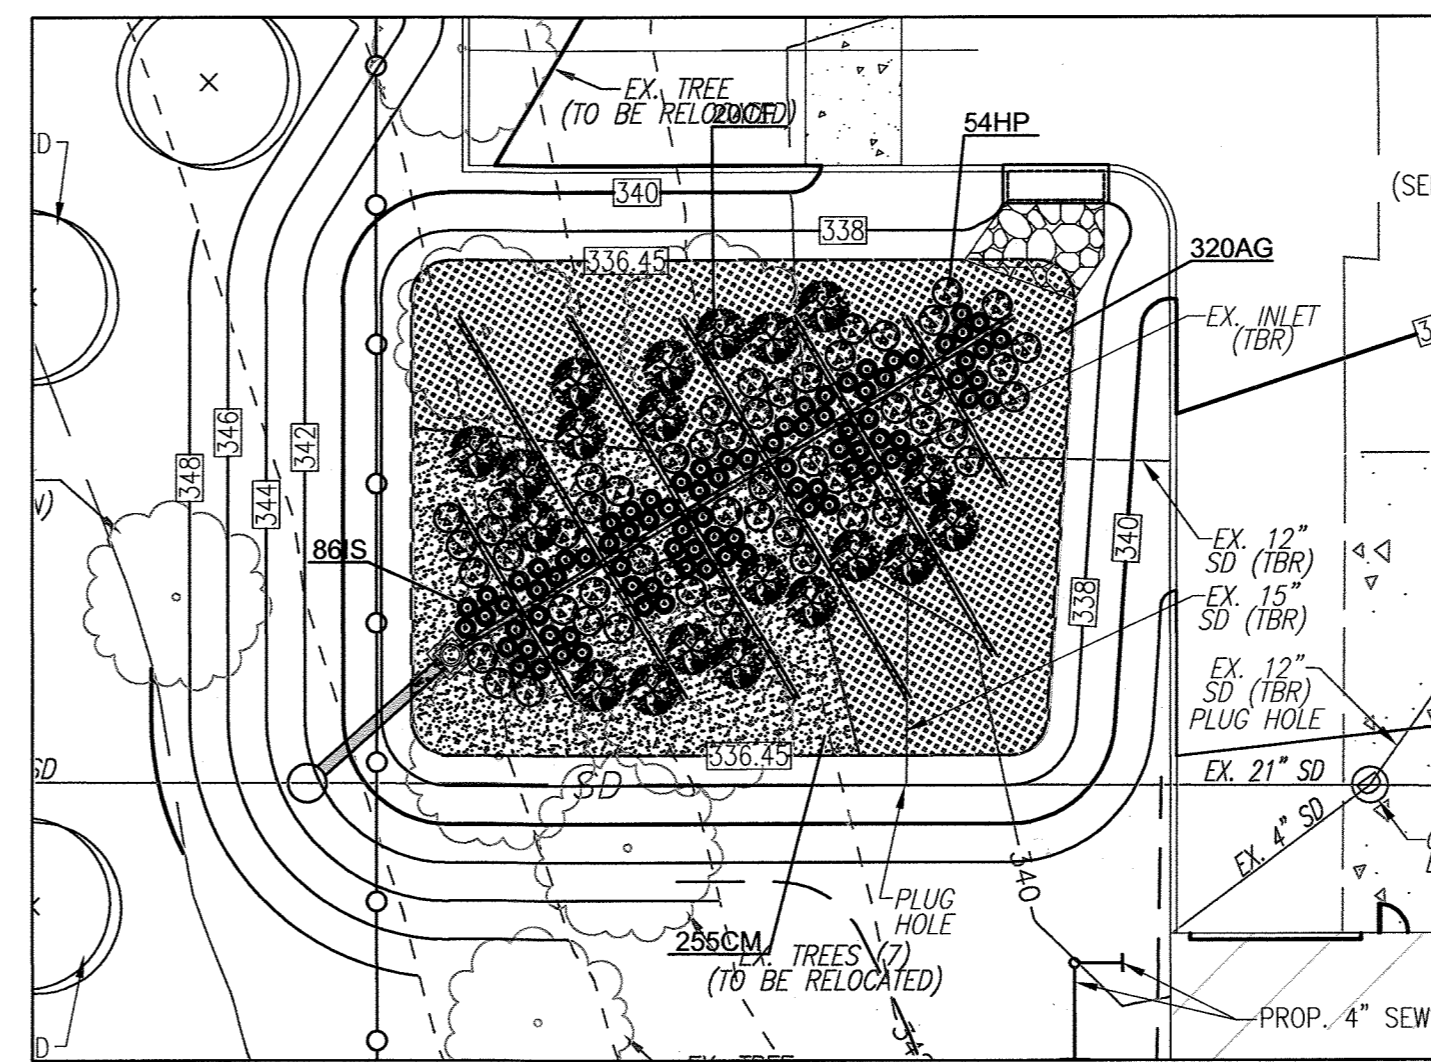 EX. TREE
(TO BE RELOCATED)
54HP
340
338
336.45
320AG
EX. INLET
(TBR)
348
346
344
342
86IS
EX. 12"
SD (TBR)
EX. 15"
SD (TBR)
340
338
EX. 12"
SD (TBR)
PLUG HOLE
336.45
SD
SD
EX. 21" SD
EX. 4" SD
340
PLUG
HOLE
255CM
EX. TREES (7)
(TO BE RELOCATED)
PROP. 4" SEW